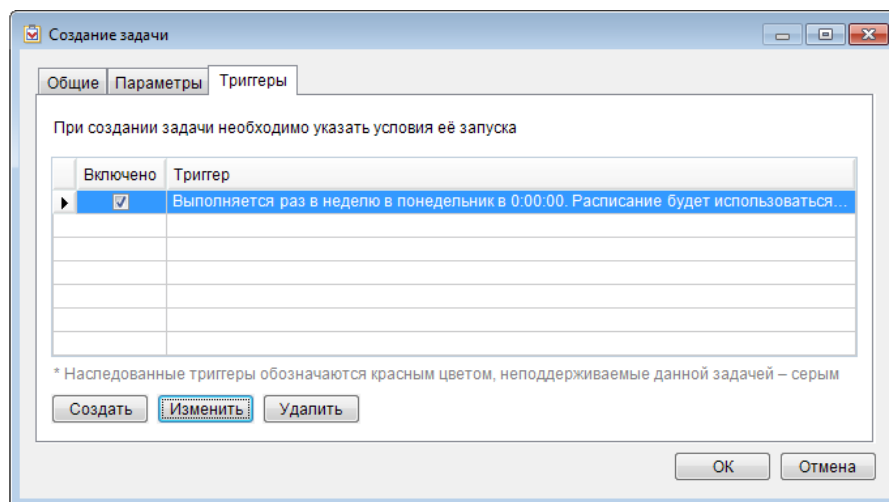 Создание задачи
Общие Параметры Триггеры
При создании задачи необходимо указать условия её запуска
Включено Триггер
Выполняется раз в неделю в понедельник в 0:00:00. Расписание будет использоваться...
* Наследованные триггеры обозначаются красным цветом, неподдерживаемые данной задачей – серым
Создать Изменить Удалить
ОК Отмена